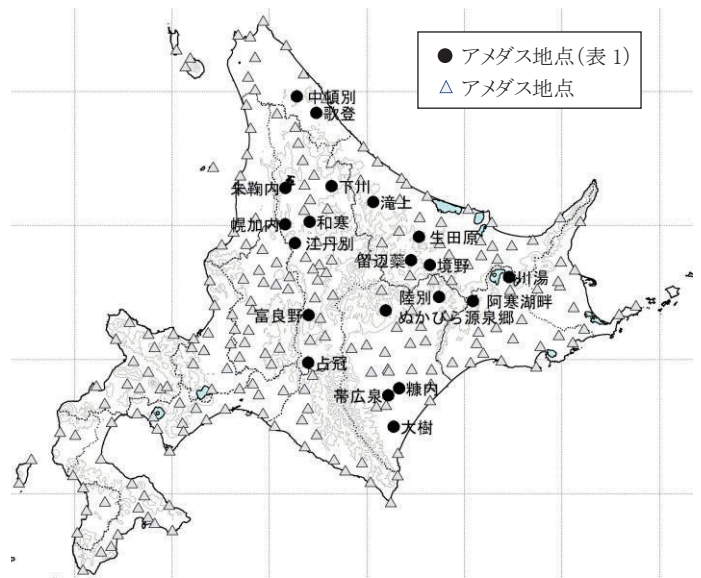 ● アメダス地点(表1)
△ アメダス地点
中頓別
歌登
朱鞠内
下川
滝上
幌加内
和寒
生田原
江丹別
留辺蘂
境野
川湯
陸別
阿寒湖畔
富良野
ぬかびら源泉郷
占冠
糠内
帯広泉
大樹